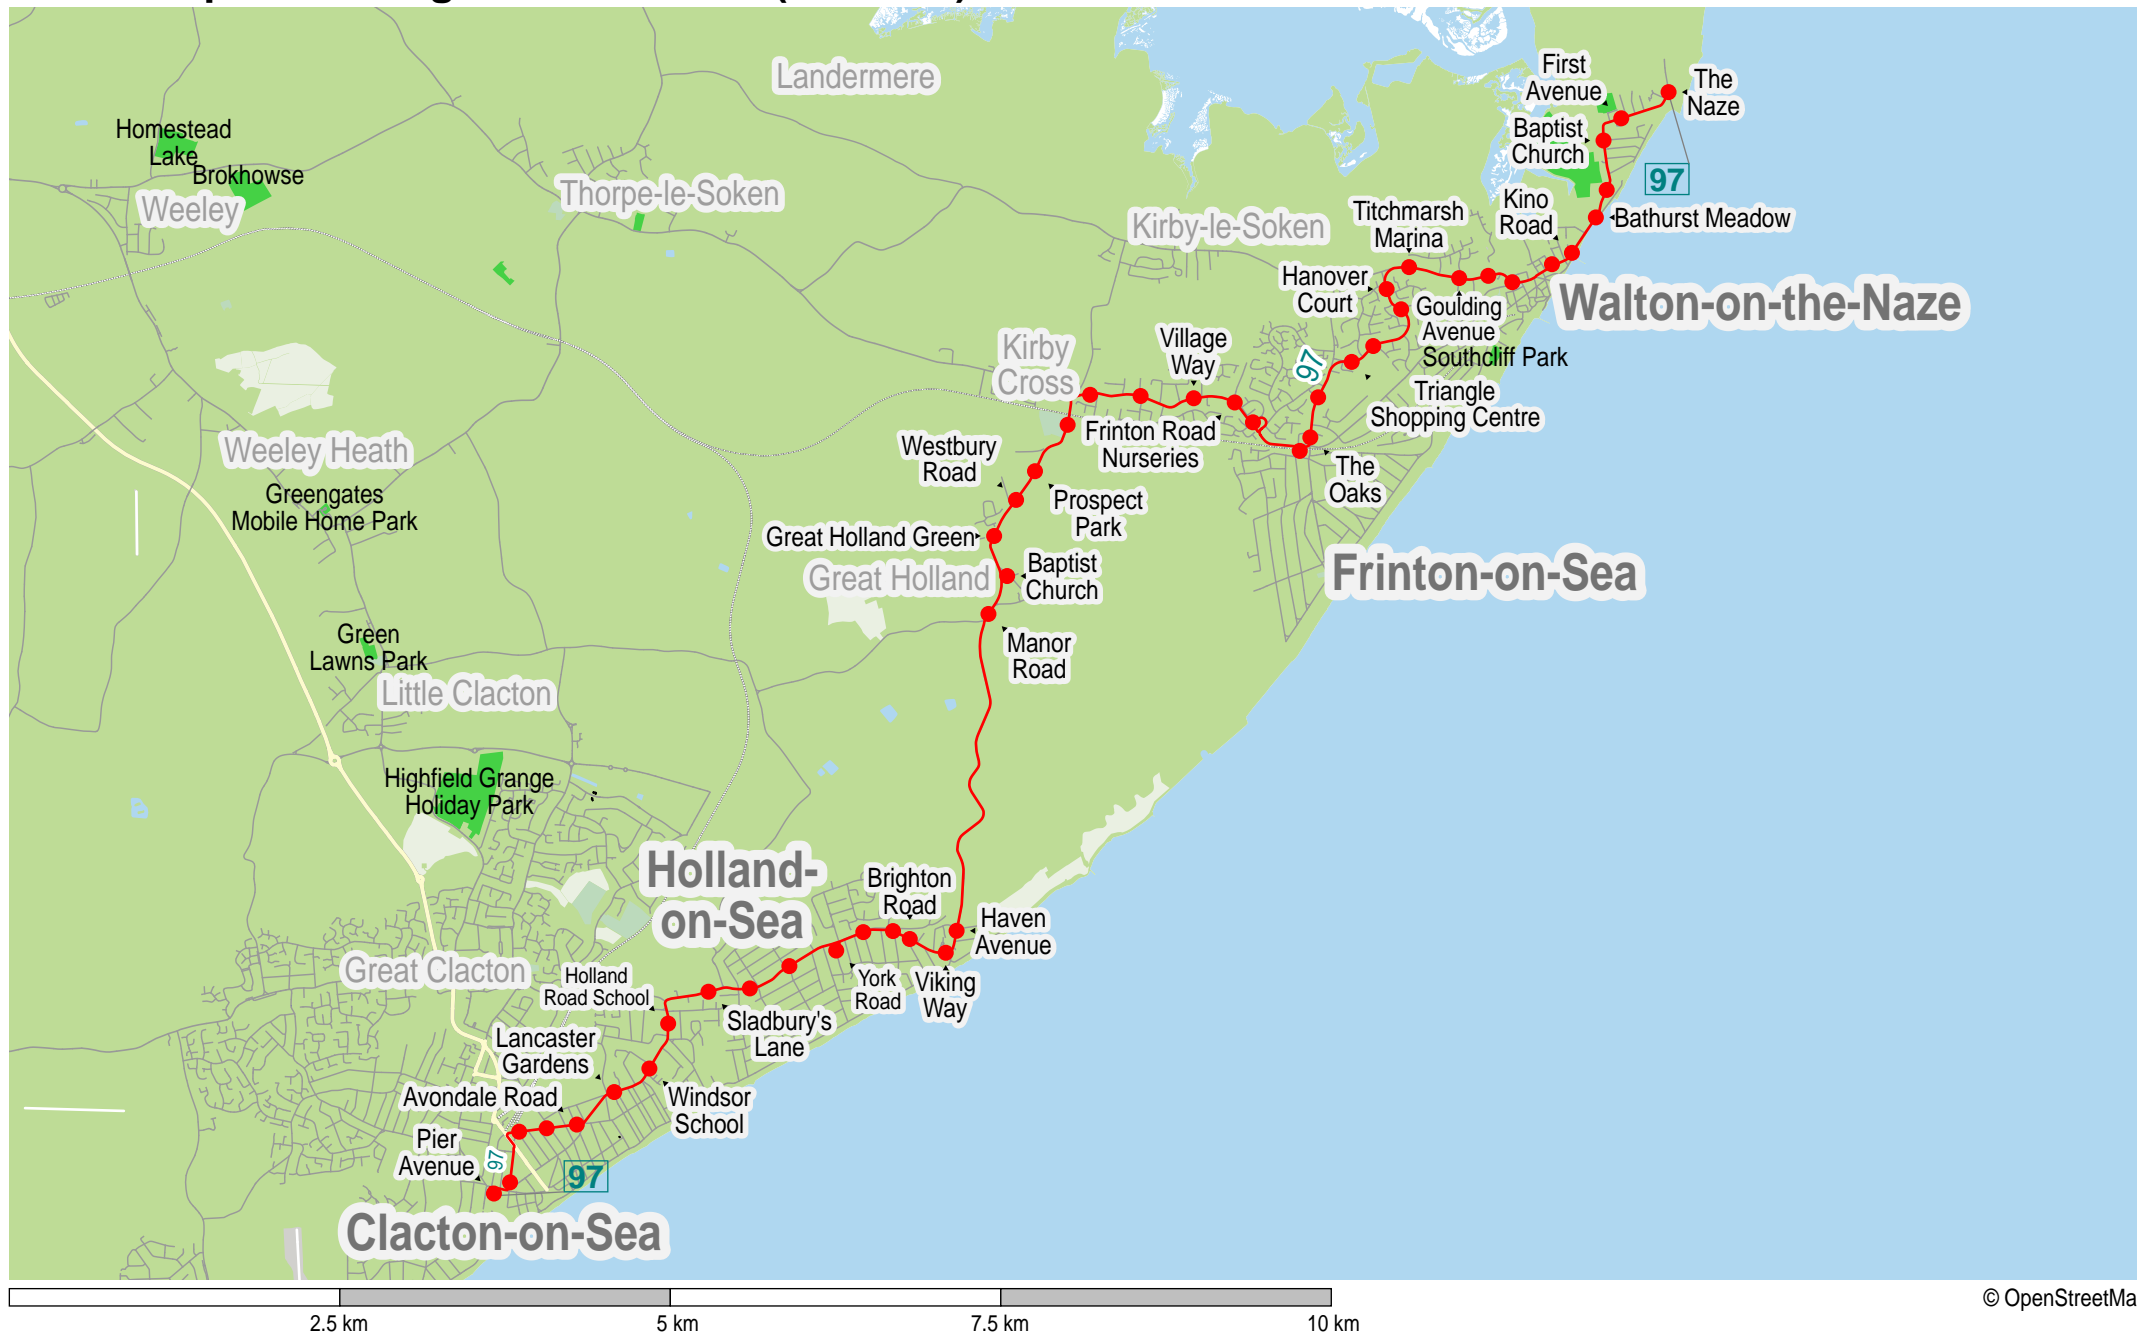 Landermere
First
Avenue
The
Naze
Homestead
Lake
Brokhowse
Weeley
Thorpe-le-Soken
Baptist
Church
97
Kirby-le-Soken
Titchmarsh
Marina
Kino
Road
Bathurst Meadow
Hanover
Court
Goulding
Avenue
Walton-on-the-Naze
Kirby
Cross
Village
Way
97
Southcliff Park
Triangle
Shopping Centre
Weeley Heath
Westbury
Road
Frinton Road
Nurseries
The
Oaks
Greengates
Mobile Home Park
Prospect
Park
Great Holland Green
Great Holland
Baptist
Church
Frinton-on-Sea
Green
Lawns Park
Manor
Road
Little Clacton
Highfield Grange
Holiday Park
Holland-
on-Sea
Brighton
Road
Haven
Avenue
Great Clacton
Holland
Road School
York
Road
Viking
Way
Sladbury's
Lane
Lancaster
Gardens
Avondale Road
Windsor
School
Pier
Avenue
97
97
Clacton-on-Sea
2.5 km
5 km
7.5 km
10 km
© OpenStreetMa